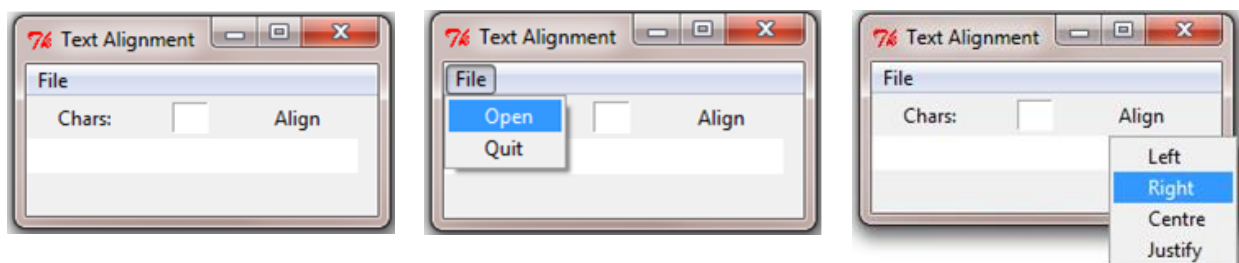 Text Alignment
File
Chars: Align
Text Alignment
File
Open Align
Quit
Text Alignment
File
Chars: Align
Left
Right
Centre
Justify